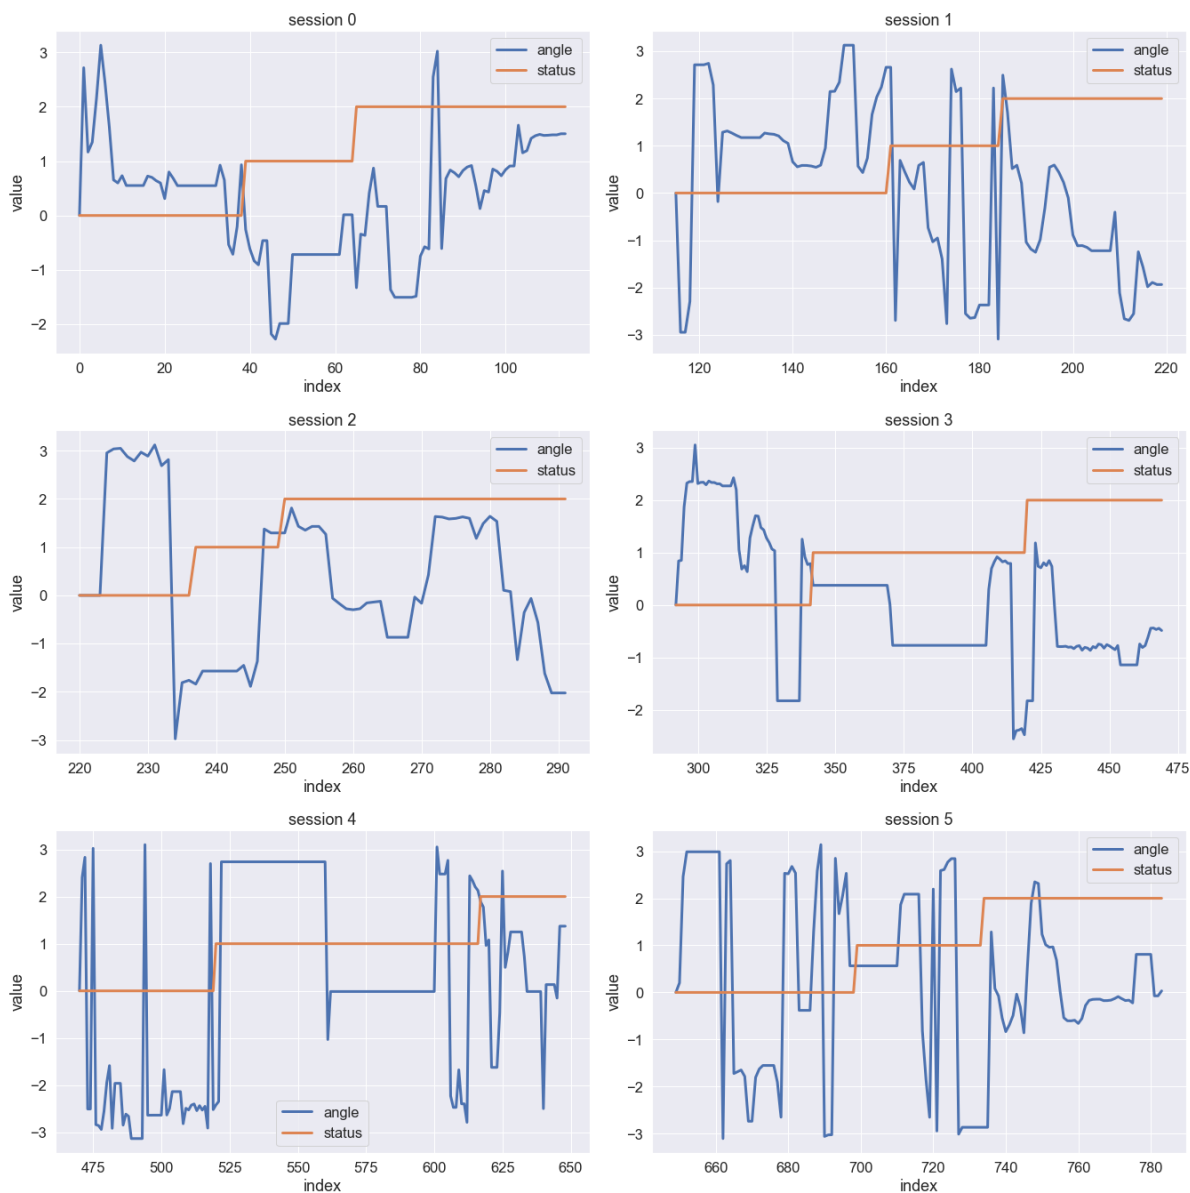 session 0
angle
status
value
3
2
1
0
−1
−2
0 20 40 60 80 100
index
session 1
angle
status
value
3
2
1
0
−1
−2
−3
120 140 160 180 200 220
index
session 2
angle
status
value
3
2
1
0
−1
−2
−3
220 230 240 250 260 270 280 290
index
session 3
angle
status
value
3
2
1
0
−1
−2
300 325 350 375 400 425 450 475
index
session 4
angle
status
value
3
2
1
0
−1
−2
−3
475 500 525 550 575 600 625 650
index
session 5
angle
status
value
3
2
1
0
−1
−2
−3
660 680 700 720 740 760 780
index